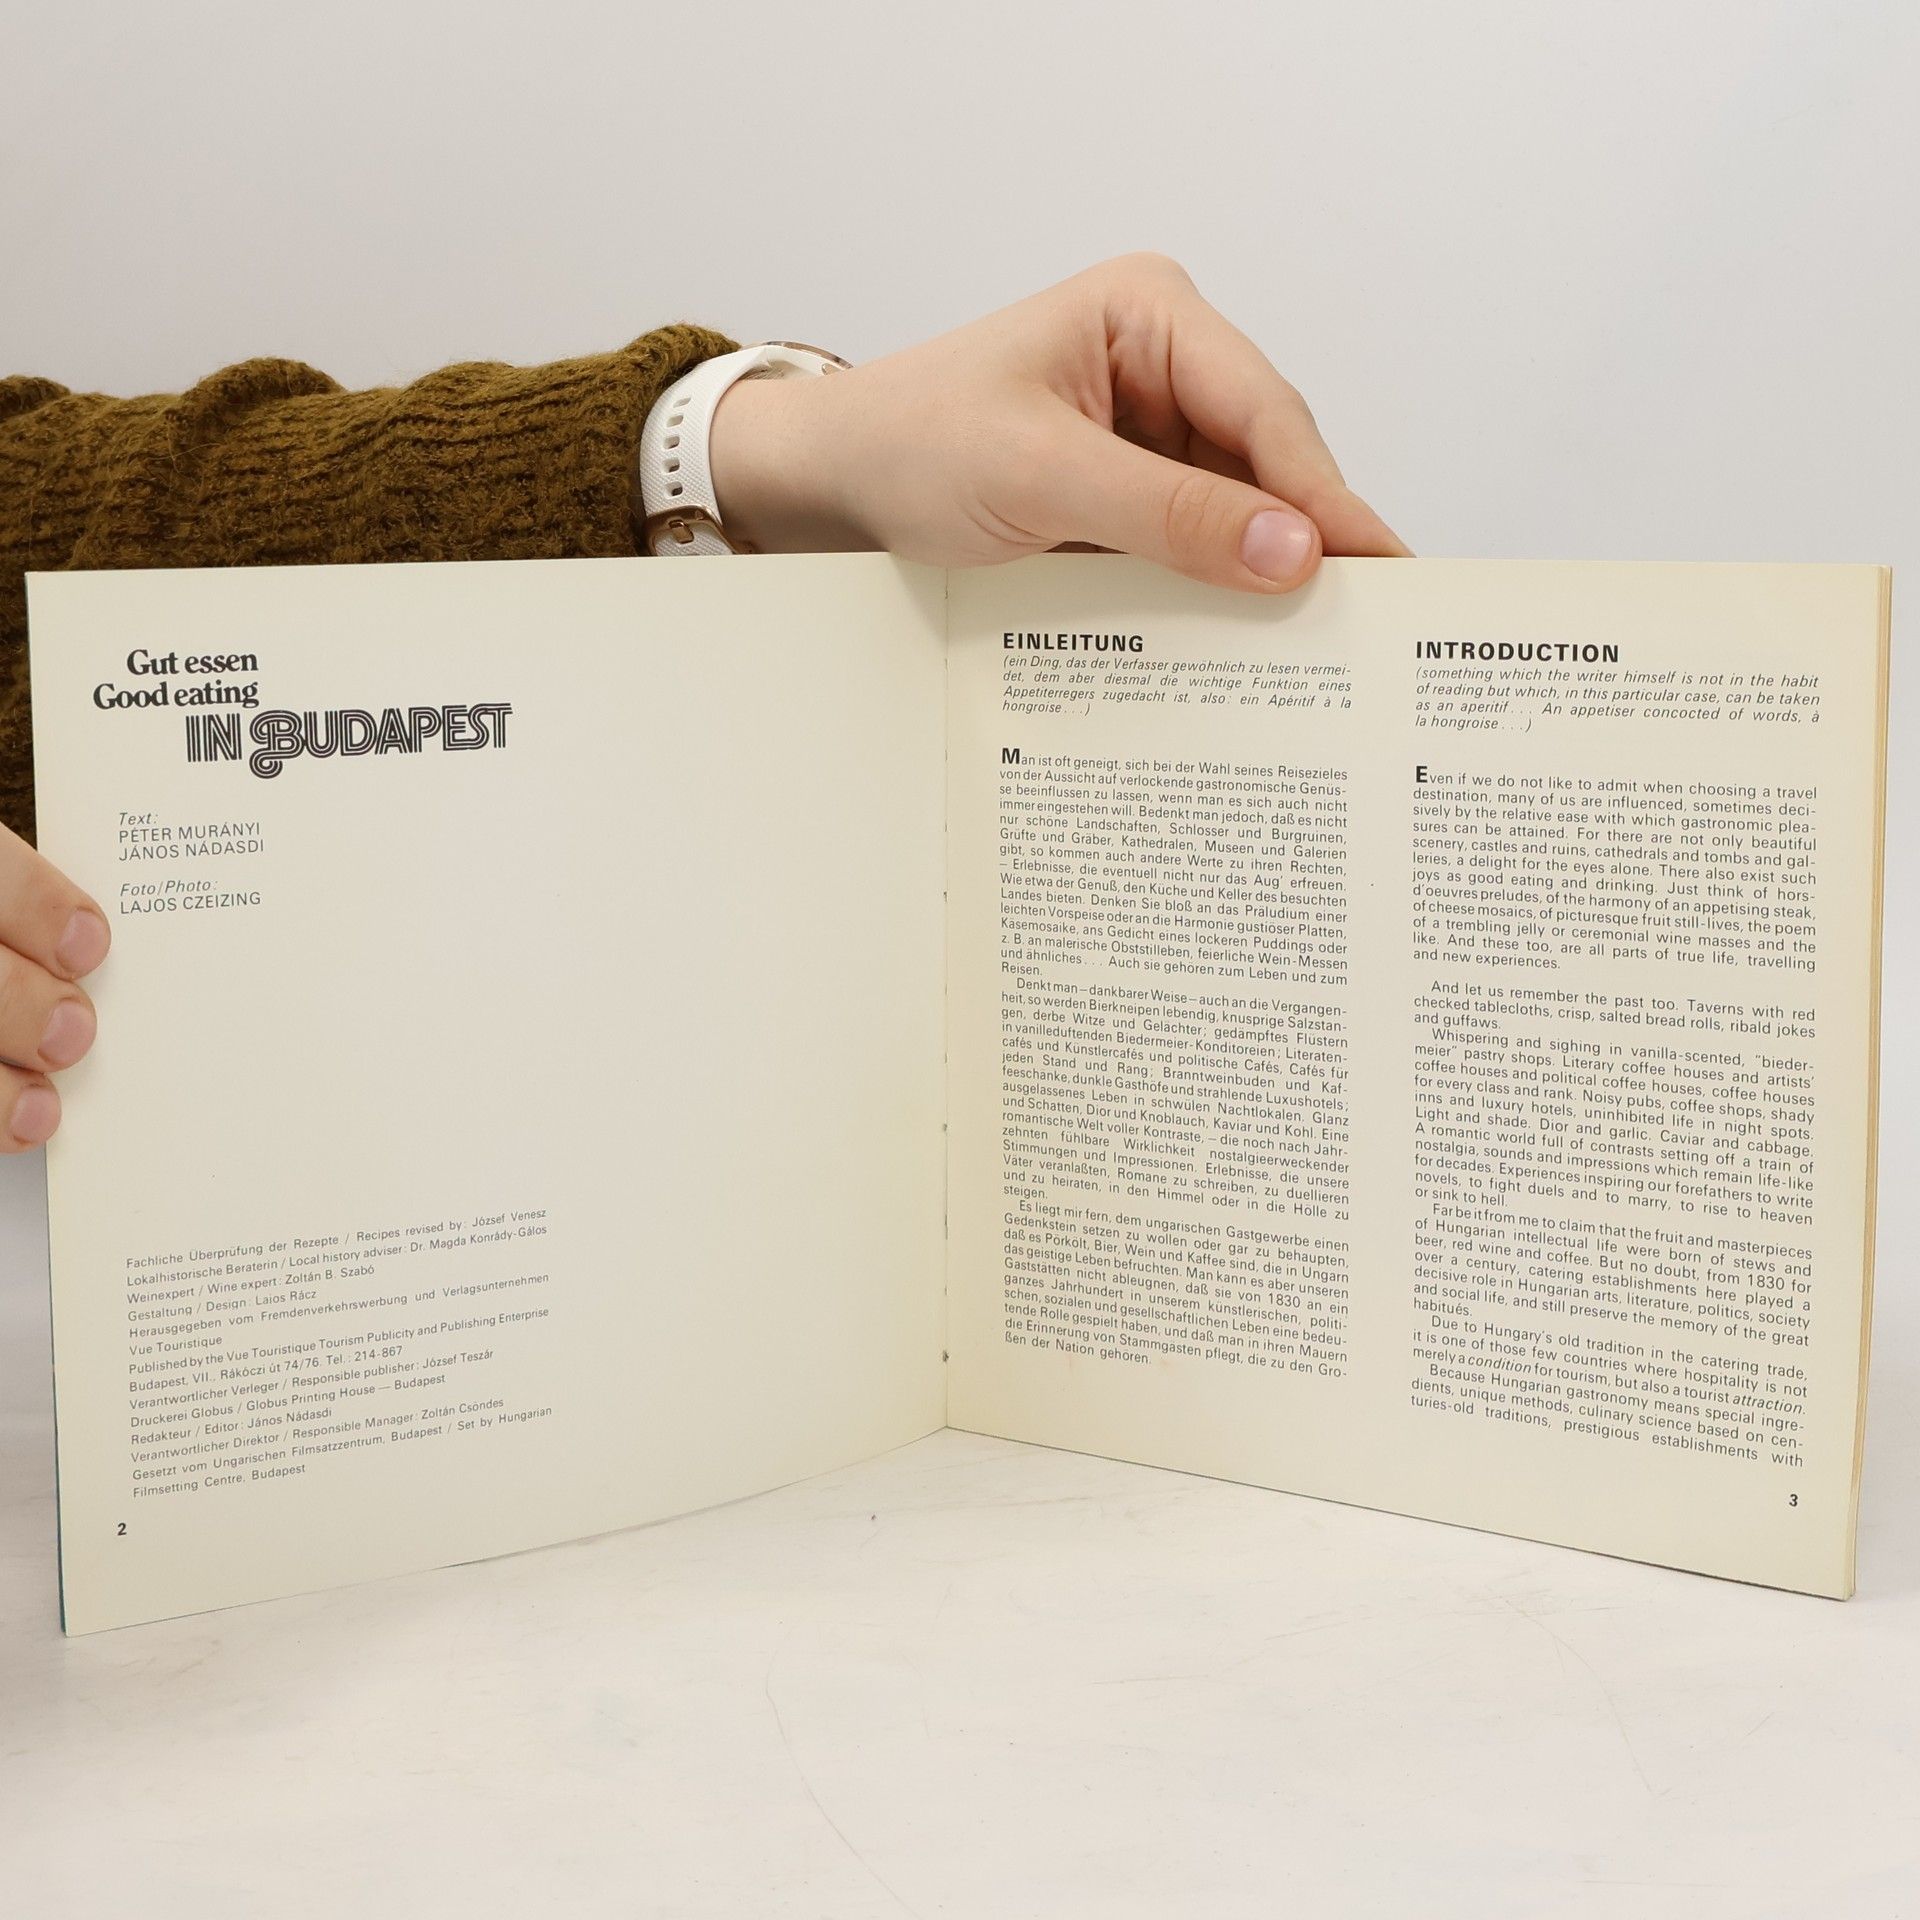 Gut essen
Good eating
IN BUDAPEST
Text:
PÉTER MURÁNYI
JÁNOS NÁDASDI
Foto/Photo:
LAJOS CZEIZING
Fachliche Überprüfung der Rezepte / Recipes revised by: József Venesz
Lokalhistorische Beraterin / Local history adviser: Dr. Magda Konrády-Gálos
Weinexpert / Wine expert: Zoltán B. Szabó
Gestaltung / Design: Lajos Rácz
Herausgegeben vom Fremdenverkehrswerbung und Verlagsunternehmen
Vue Touristique
Published by the Vue Touristique Tourism Publicity and Publishing Enterprise
Budapest, VII., Rákóczi út 74/76. Tel.: 214-867
Verantwortlicher Verleger / Responsible publisher: József Teszár
Druckerei Globus / Globus Printing House — Budapest
Redakteur / Editor: János Nádasdi
Verantwortlicher Direktor / Responsible Manager: Zoltán Csöndes
Gesetzt vom Ungarischen Filmsatzzentrum, Budapest / Set by Hungarian
Filmsetting Centre, Budapest
2
EINLEITUNG
(ein Ding, das der Verfasser gewöhnlich zu lesen vermei-
det, dem aber diesmal die wichtige Funktion eines
Appetiterregers zugedacht ist, also: ein Apéritif à la
hongroise...)
Man ist oft geneigt, sich bei der Wahl seines Reisezieles
von der Aussicht auf verlockende gastronomische Genüs-
se beeinflussen zu lassen, wenn man es sich auch nicht
immer eingestehen will. Bedenkt man jedoch, daß es nicht
nur schöne Landschaften, Schlosser und Burgruinen,
Grüfte und Gräber, Kathedralen, Museen und Galerien
gibt, so kommen auch andere Werte zu ihren Rechten,
– Erlebnisse, die eventuell nicht nur das Aug' erfreuen.
Wie etwa der Genuß, den Küche und Keller des besuchten
Landes bieten. Denken Sie bloß an das Präludium einer
leichten Vorspeise oder an die Harmonie gustiöser Platten,
Käsemosaike, ans Gedicht eines lockeren Puddings oder
z. B. an malerische Obststilleben, feierliche Wein-Messen
und ähnliches... Auch sie gehören zum Leben und zum
Reisen.
Denkt man – dankbarer Weise – auch an die Vergangen-
heit, so werden Bierkneipen lebendig, knusprige Salzstan-
gen, derbe Witze und Gelächter; gedämpftes Flüstern
in vanilleduftenden Biedermeier-Konditoreien; Literaten-
cafés und Künstlercafés und politische Cafés, Cafés für
jeden Stand und Rang; Branntweinbuden und Kaf-
feeschänke, dunkle Gasthöfe und strahlende Luxushotels;
ausgelassenes Leben in schwülen Nachtlokalen. Glanz
und Schatten, Dior und Knoblauch, Kaviar und Kohl. Eine
romantische Welt voller Kontraste, – die noch nach Jahr-
zehnten fühlbare Wirklichkeit nostalgieerweckender
Stimmungen und Impressionen. Erlebnisse, die unsere
Väter veranlaßten, Romane zu schreiben, zu duellieren
und zu heiraten, in den Himmel oder in die Hölle zu
steigen.
Es liegt mir fern, dem ungarischen Gastgewerbe einen
Gedenkstein setzen zu wollen oder gar zu behaupten,
daß es Pörkölt, Bier, Wein und Kaffee sind, die in Ungarn
das geistige Leben befruchten. Man kann es aber unseren
Gaststätten nicht ableugnen, daß sie von 1830 an ein
ganzes Jahrhundert in unserem künstlerischen, politi-
schen, sozialen und gesellschaftlichen Leben eine bedeu-
tende Rolle gespielt haben, und daß man in ihren Mauern
die Erinnerung von Stammgästen pflegt, die zu den Gro-
ßen der Nation gehören.
INTRODUCTION
(something which the writer himself is not in the habit
of reading but which, in this particular case, can be taken
as an aperitif... An appetiser concocted of words, à
la hongroise...)
Even if we do not like to admit when choosing a travel
destination, many of us are influenced, sometimes deci-
sively by the relative ease with which gastronomic plea-
sures can be attained. For there are not only beautiful
scenery, castles and ruins, cathedrals and tombs and gal-
leries, a delight for the eyes alone. There also exist such
joys as good eating and drinking. Just think of hors-
d'oeuvres preludes, of the harmony of an appetising steak,
of cheese mosaics, of picturesque fruit still-lives, the poem
of a trembling jelly or ceremonial wine masses and the
like. And these too, are all parts of true life, travelling
and new experiences.
And let us remember the past too. Taverns with red
checked tablecloths, crisp, salted bread rolls, ribald jokes
and guffaws.
Whispering and sighing in vanilla-scented, "bieder-
meier" pastry shops. Literary coffee houses and artists'
coffee houses and political coffee houses, coffee houses
for every class and rank. Noisy pubs, coffee shops, shady
inns and luxury hotels, uninhibited life in night spots.
Light and shade. Dior and garlic. Caviar and cabbage.
A romantic world full of contrasts setting off a train of
nostalgia, sounds and impressions which remain life-like
for decades. Experiences inspiring our forefathers to write
novels, to fight duels and to marry, to rise to heaven
or sink to hell.
Far be it from me to claim that the fruit and masterpieces
of Hungarian intellectual life were born of stews and
beer, red wine and coffee. But no doubt, from 1830 for
over a century, catering establishments here played a
decisive role in Hungarian arts, literature, politics, society
and social life, and still preserve the memory of the great
habitués.
Due to Hungary's old tradition in the catering trade,
it is one of those few countries where hospitality is not
merely a condition for tourism, but also a tourist attraction.
Because Hungarian gastronomy means special ingre-
dients, unique methods, culinary science based on cen-
turies-old traditions, prestigious establishments with
3